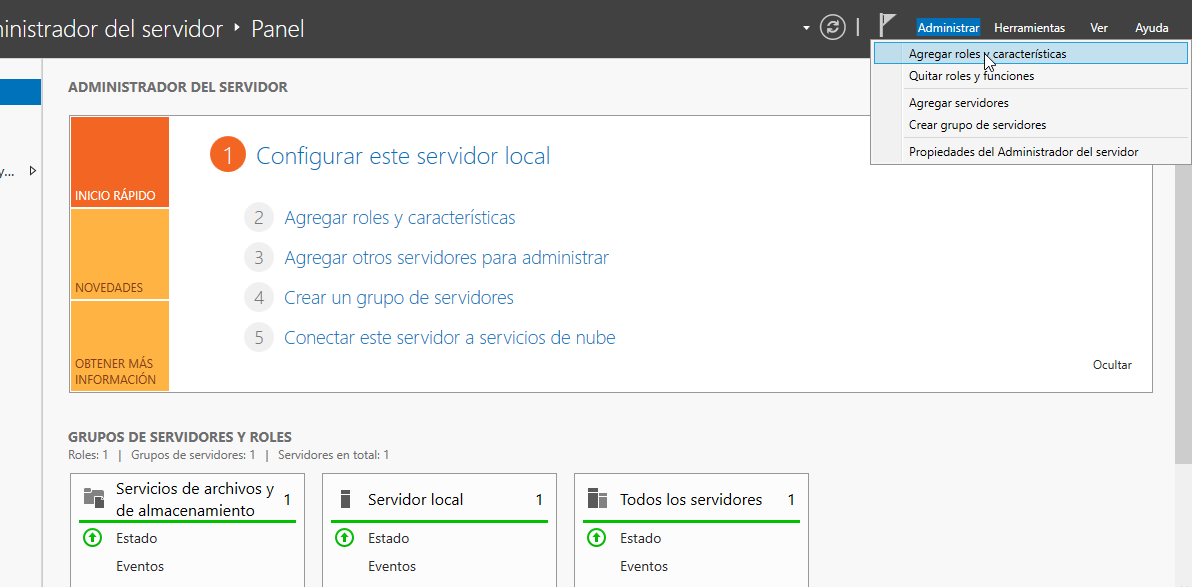 inistrador del servidor ‣ Panel
Administrar Herramientas Ver Ayuda
Agregar roles y características
Quitar roles y funciones
Agregar servidores
Crear grupo de servidores
Propiedades del Administrador del servidor
y...
ADMINISTRADOR DEL SERVIDOR
INICIO RÁPIDO
NOVEDADES
OBTENER MÁS
INFORMACIÓN
1 Configurar este servidor local
2 Agregar roles y características
3 Agregar otros servidores para administrar
4 Crear un grupo de servidores
5 Conectar este servidor a servicios de nube
Ocultar
GRUPOS DE SERVIDORES Y ROLES
Roles: 1 | Grupos de servidores: 1 | Servidores en total: 1
Servicios de archivos y
de almacenamiento 1
Estado
Eventos
Servidor local 1
Estado
Eventos
Todos los servidores 1
Estado
Eventos